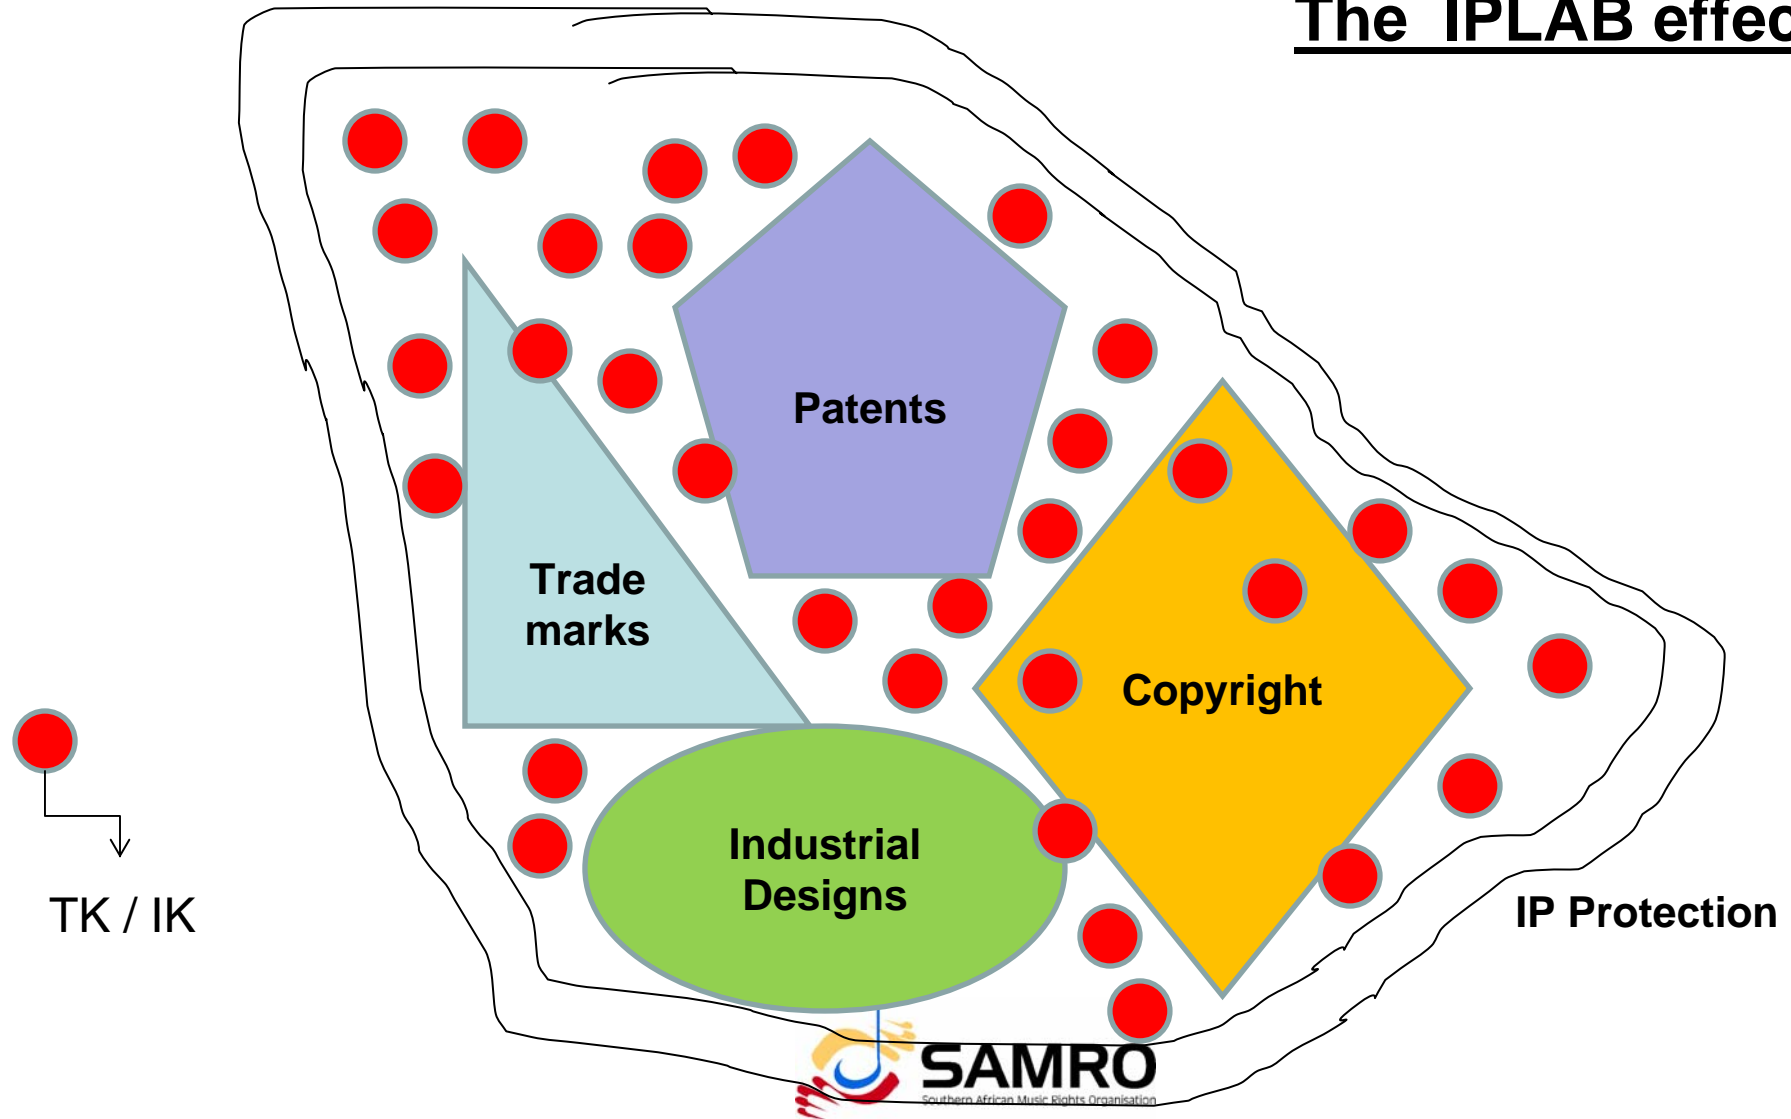 The IPLAB effec
Patents
Trade
marks
Copyright
Industrial
Designs
TK / IK
IP Protection
SAMRO
Southern African Music Rights Organisation